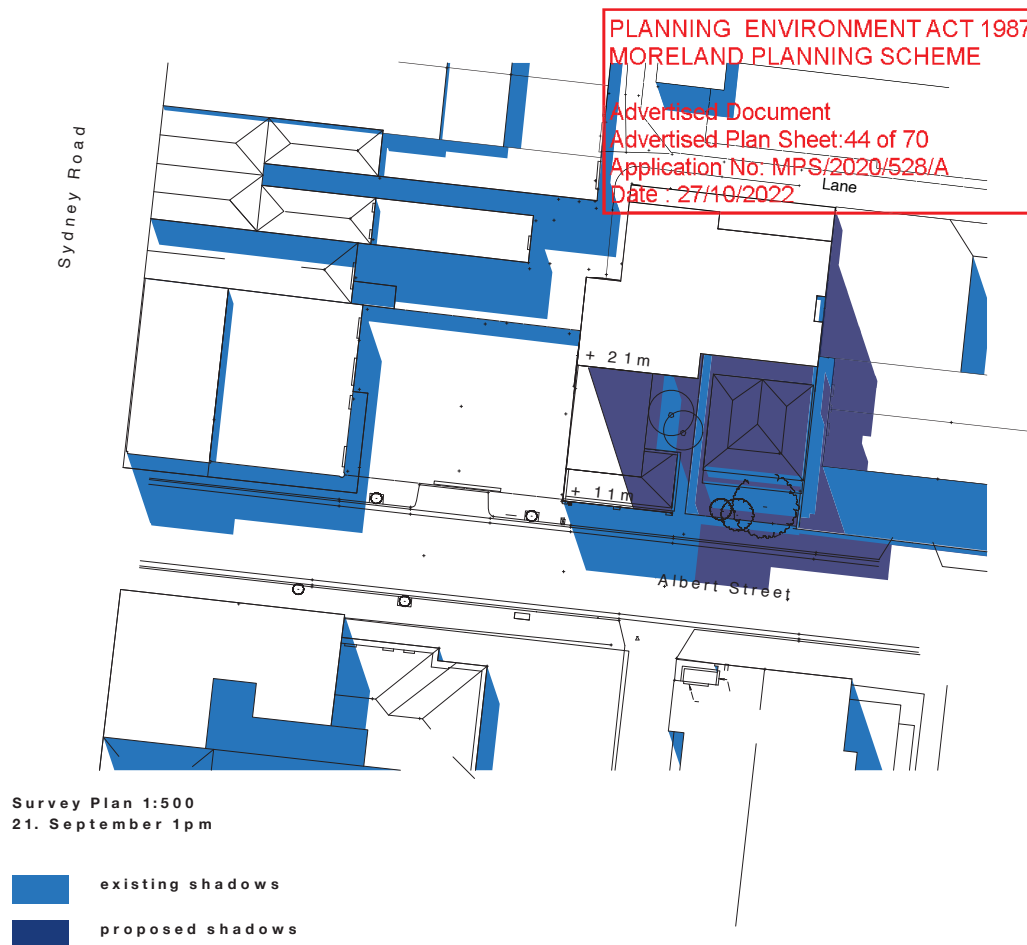 PLANNING ENVIRONMENT ACT 1987
MORELAND PLANNING SCHEME
Advertised Document
Advertised Plan Sheet:44 of 70
Application No: MPS/2020/528/A
Date : 27/10/2022
Lane
Sydney Road
+ 21m
+ 11m
Albert Street
Survey Plan 1:500
21. September 1pm
existing shadows
proposed shadows